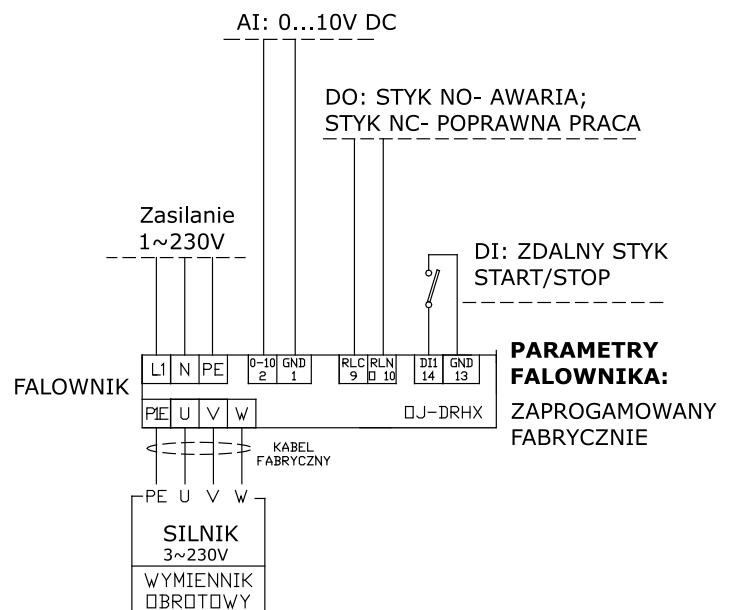 AI: 0...10V DC
DO: STYK NO- AWARIA;
STYK NC- POPRAWNA PRACA
Zasilanie
1~230V
DI: ZDALNY STYK
START/STOP
FALOWNIK
L1 N PE
0-10 GND
2 1
RLC RLN
9 10
DI1 GND
14 13
PARAMETRY
FALOWNIKA:
ZAPROGAMOWANY
FABRYCZNIE
U V W
OJ-DRHX
KABEL
FABRYCZNY
PE U V W
SILNIK
3~230V
WYMIENNIK
OBROTOWY